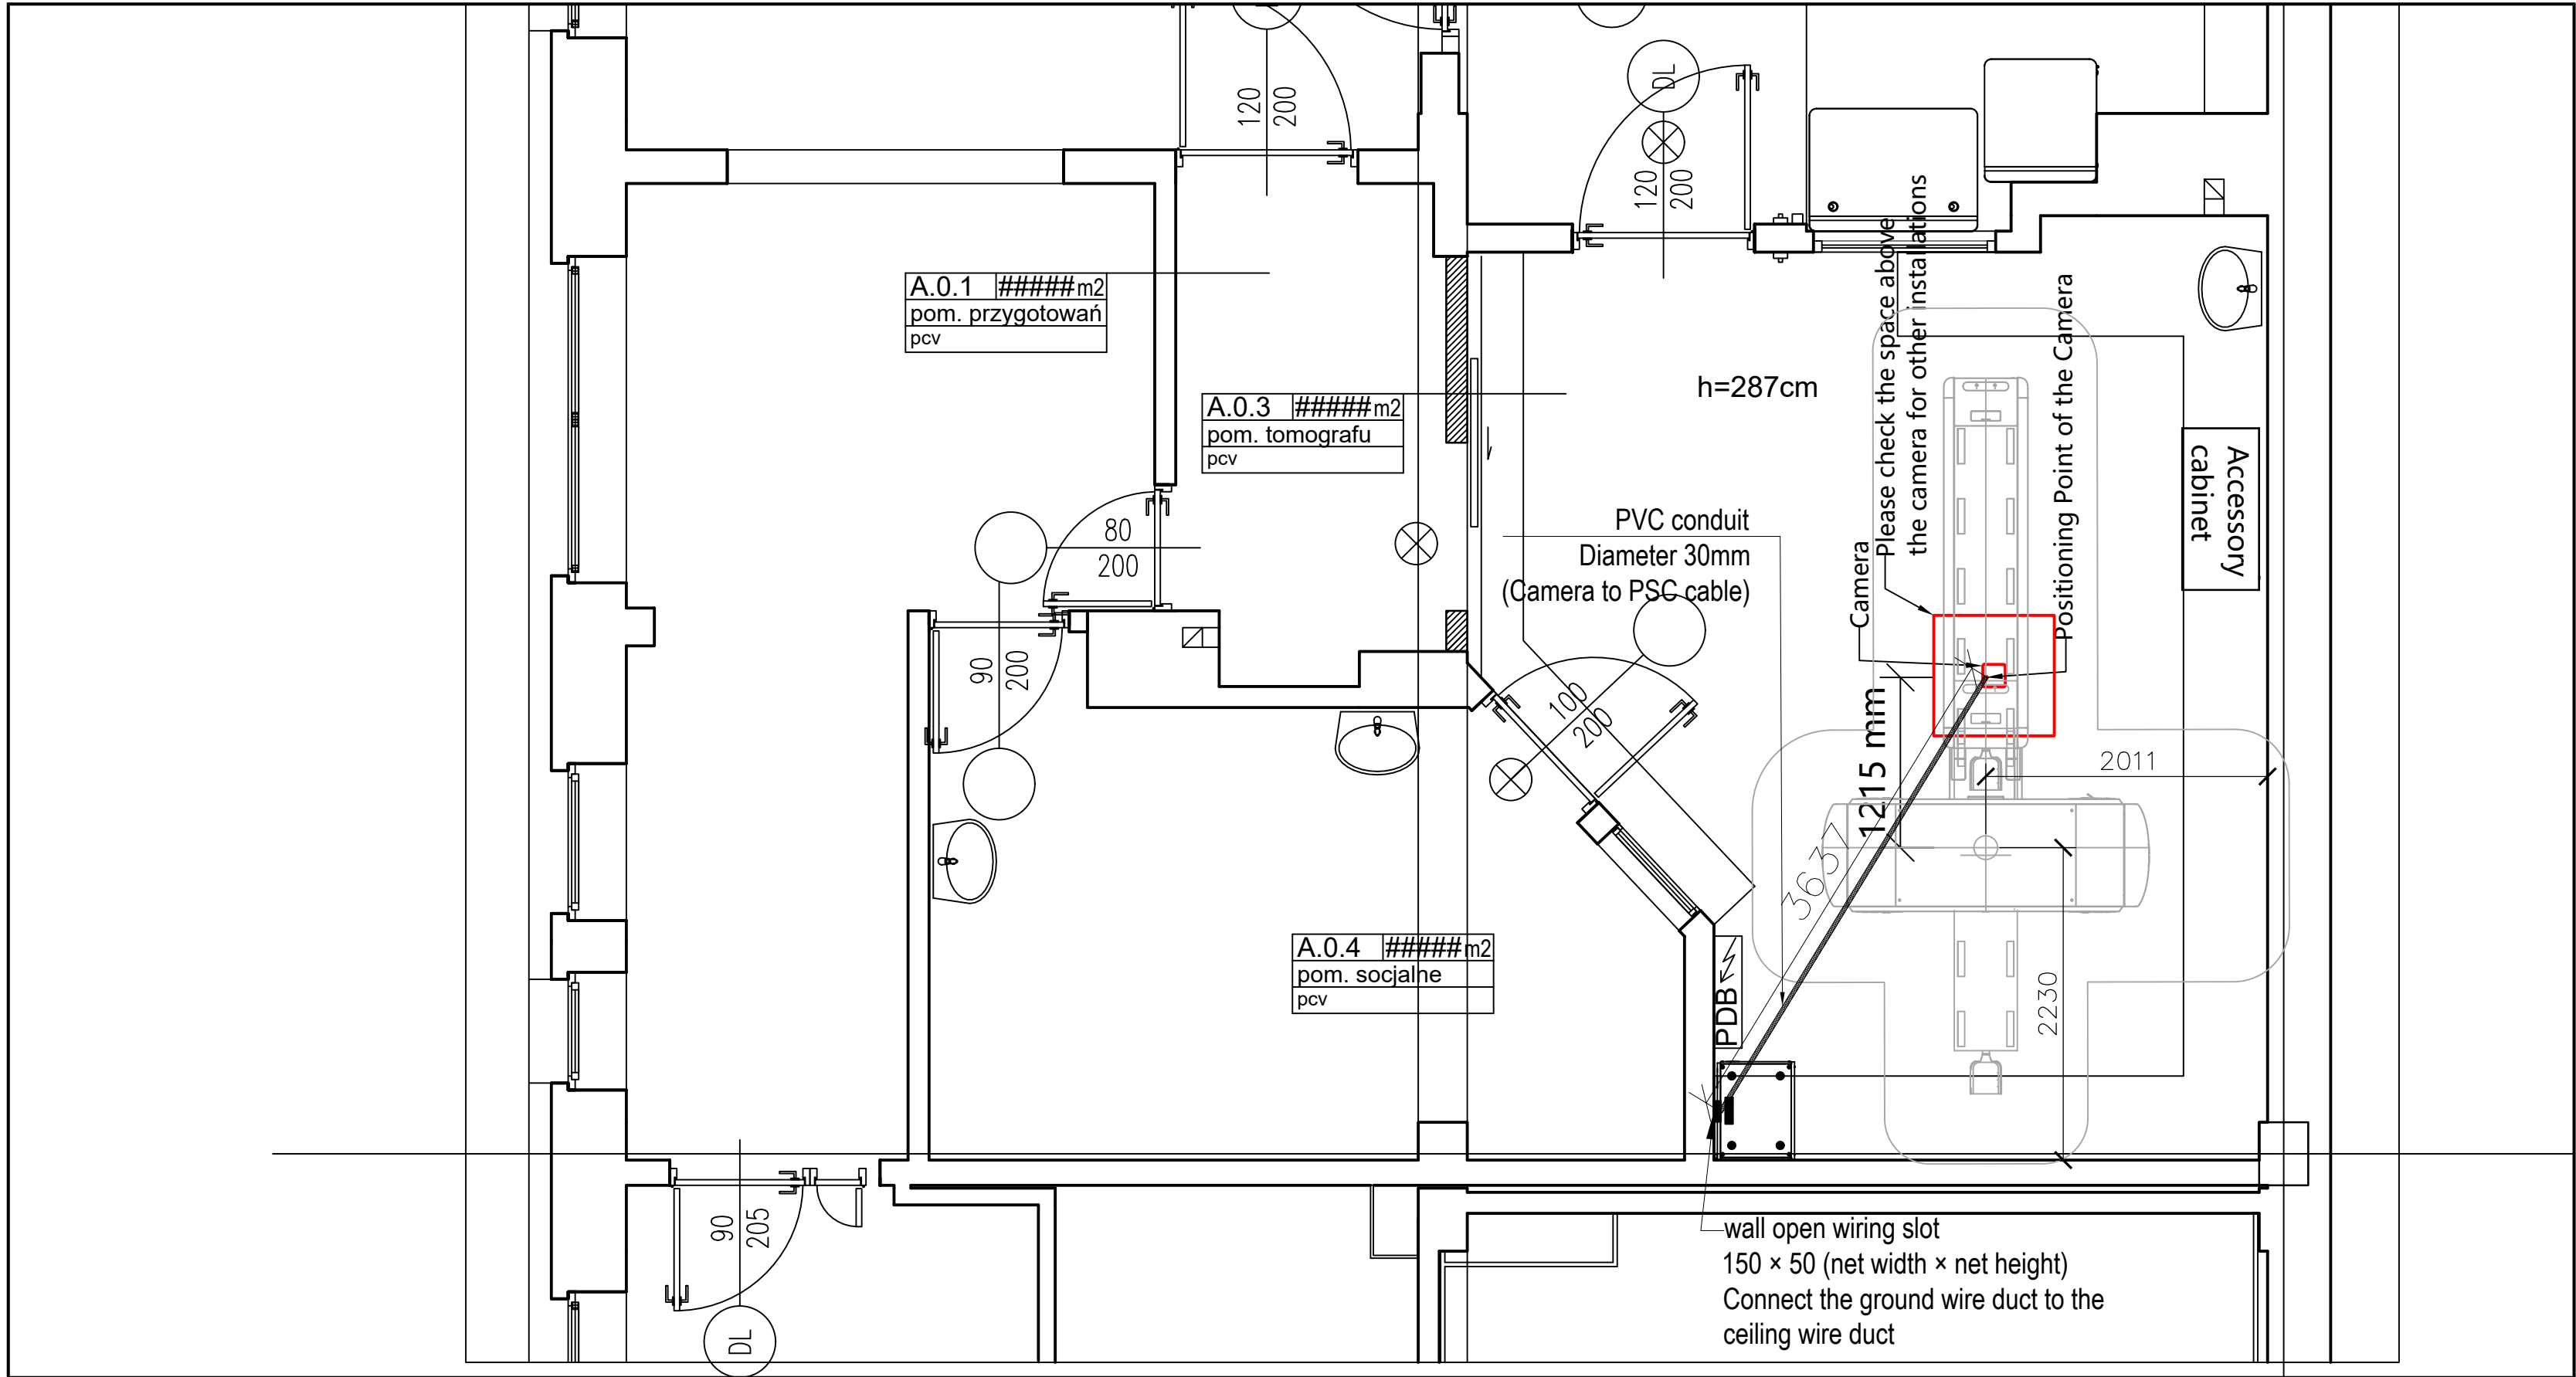 120
200
DL
120
200
A.0.1 #####m2
pom. przygotowań
pcv
A.0.3 #####m2
pom. tomografu
pcv
h=287cm
Please check the space above
the camera for other installations
Positioning Point of the Camera
Camera
Accessory
cabinet
PVC conduit
Diameter 30mm
(Camera to PSC cable)
80
200
90
200
100
200
1215 mm
2011
3637
2230
A.0.4 #####m2
pom. socjalne
pcv
PDB
90
205
DL
wall open wiring slot
150 × 50 (net width × net height)
Connect the ground wire duct to the
ceiling wire duct